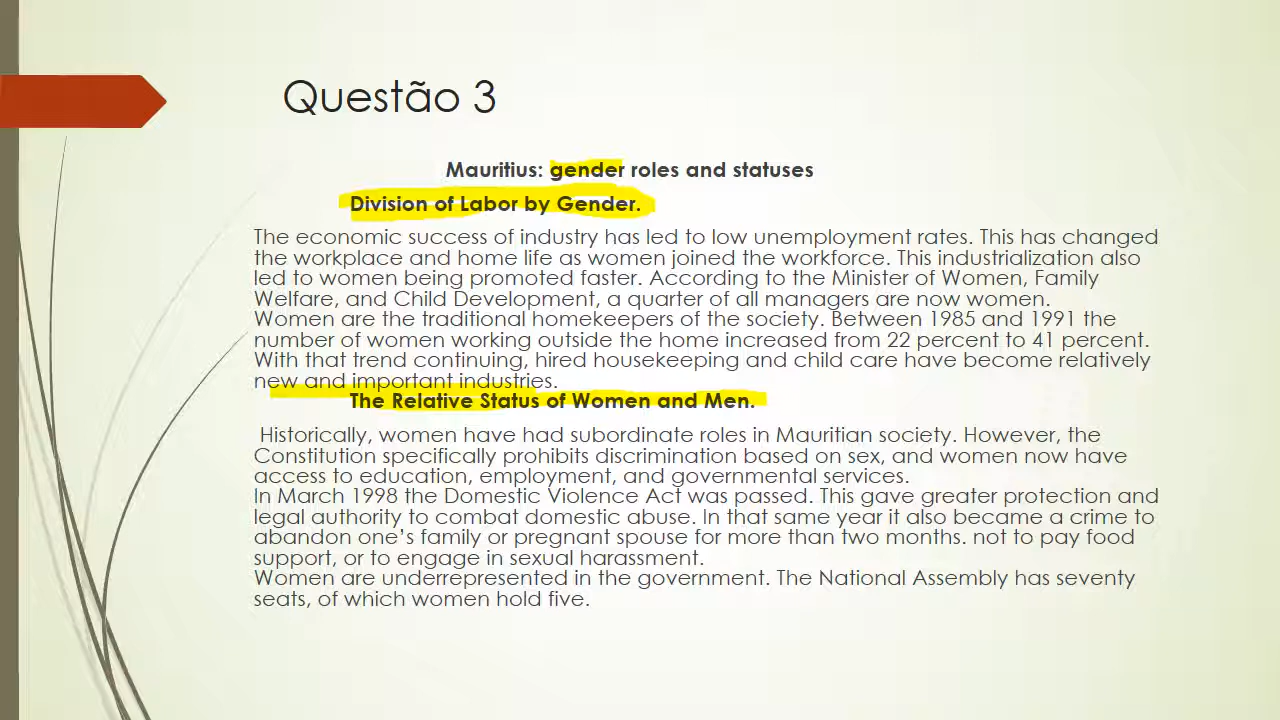 Questão 3
Mauritius: gender roles and statuses
Division of Labor by Gender.
The economic success of industry has led to low unemployment rates. This has changed
the workplace and home life as women joined the workforce. This industrialization also
led to women being promoted faster. According to the Minister of Women, Family
Welfare, and Child Development, a quarter of all managers are now women.
Women are the traditional homekeepers of the society. Between 1985 and 1991 the
number of women working outside the home increased from 22 percent to 41 percent.
With that trend continuing, hired housekeeping and child care have become relatively
new and important industries.
The Relative Status of Women and Men.
Historically, women have had subordinate roles in Mauritian society. However, the
Constitution specifically prohibits discrimination based on sex, and women now have
access to education, employment, and governmental services.
In March 1998 the Domestic Violence Act was passed. This gave greater protection and
legal authority to combat domestic abuse. In that same year it also became a crime to
abandon one’s family or pregnant spouse for more than two months. not to pay food
support, or to engage in sexual harassment.
Women are underrepresented in the government. The National Assembly has seventy
seats, of which women hold five.